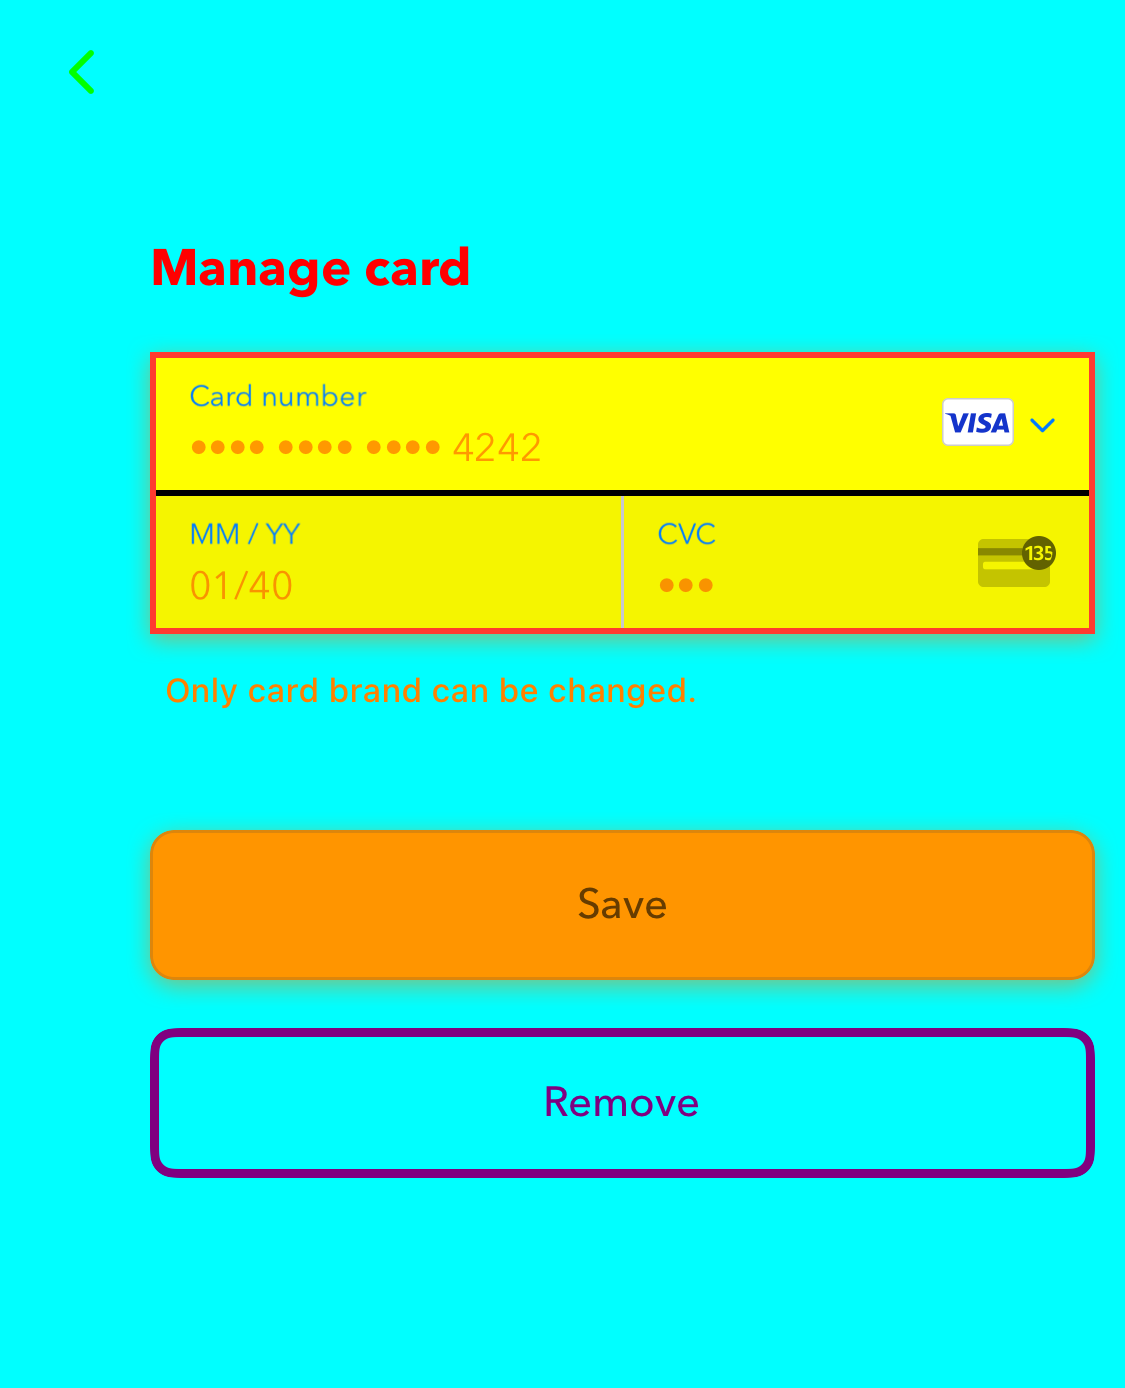 Manage card
Card number
•••• •••• •••• 4242
VISA
MM / YY
01/40
CVC
•••
135
Only card brand can be changed.
Save
Remove